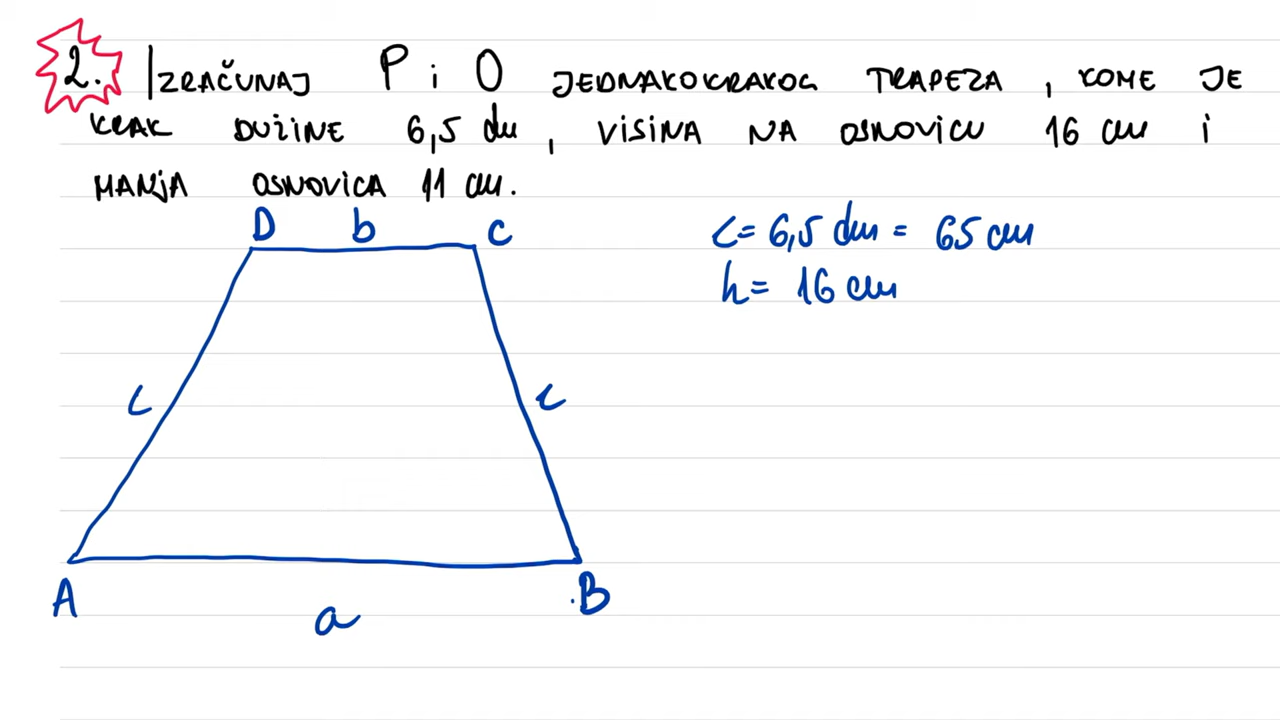 2. IZRAČUNAJ P i O JEDNAKOKRAKOG TRAPEZA, KOME JE
KRAK DUŽINE 6,5 dm, VISINA NA OSNOVICU 16 cm i
MANJA OSNOVICA 11 cm.
D b C
c = 6,5 dm = 65 cm
h = 16 cm
c c
A B
a